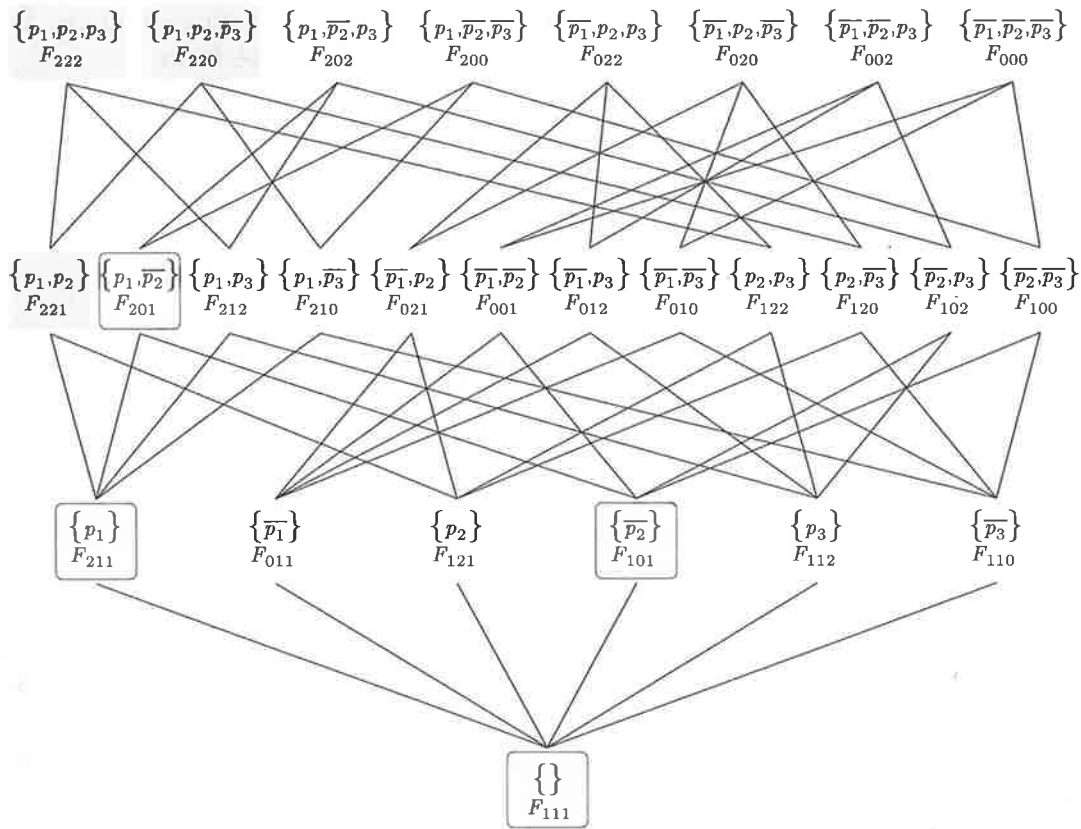 {p₁,p₂,p₃} {p₁,p₂,p̅₃} {p₁,p̅₂,p₃} {p₁,p̅₂,p̅₃} {p̅₁,p₂,p₃} {p̅₁,p₂,p̅₃} {p̅₁,p̅₂,p₃} {p̅₁,p̅₂,p̅₃}
F₂₂₂ F₂₂₀ F₂₀₂ F₂₀₀ F₀₂₂ F₀₂₀ F₀₀₂ F₀₀₀
{p₁,p₂} {p₁,p̅₂} {p₁,p₃} {p₁,p̅₃} {p̅₁,p₂} {p̅₁,p̅₂} {p̅₁,p₃} {p̅₁,p̅₃} {p₂,p₃} {p₂,p̅₃} {p̅₂,p₃} {p̅₂,p̅₃}
F₂₂₁ F₂₀₁ F₂₁₂ F₂₁₀ F₀₂₁ F₀₀₁ F₀₁₂ F₀₁₀ F₁₂₂ F₁₂₀ F₁₀₂ F₁₀₀
{p₁} {p̅₁} {p₂} {p̅₂} {p₃} {p̅₃}
F₂₁₁ F₀₁₁ F₁₂₁ F₁₀₁ F₁₁₂ F₁₁₀
{}
F₁₁₁